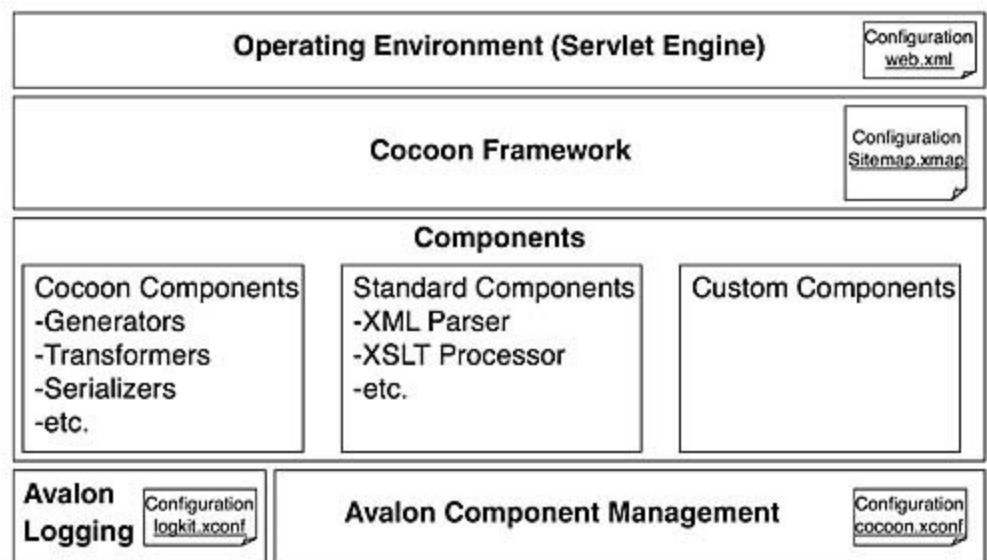 Operating Environment (Servlet Engine)
Configuration
web.xml
Cocoon Framework
Configuration
Sitemap.xmap
Components
Cocoon Components
-Generators
-Transformers
-Serializers
-etc.
Standard Components
-XML Parser
-XSLT Processor
-etc.
Custom Components
Avalon
Logging
Configuration
logkit.xconf
Avalon Component Management
Configuration
cocoon.xconf